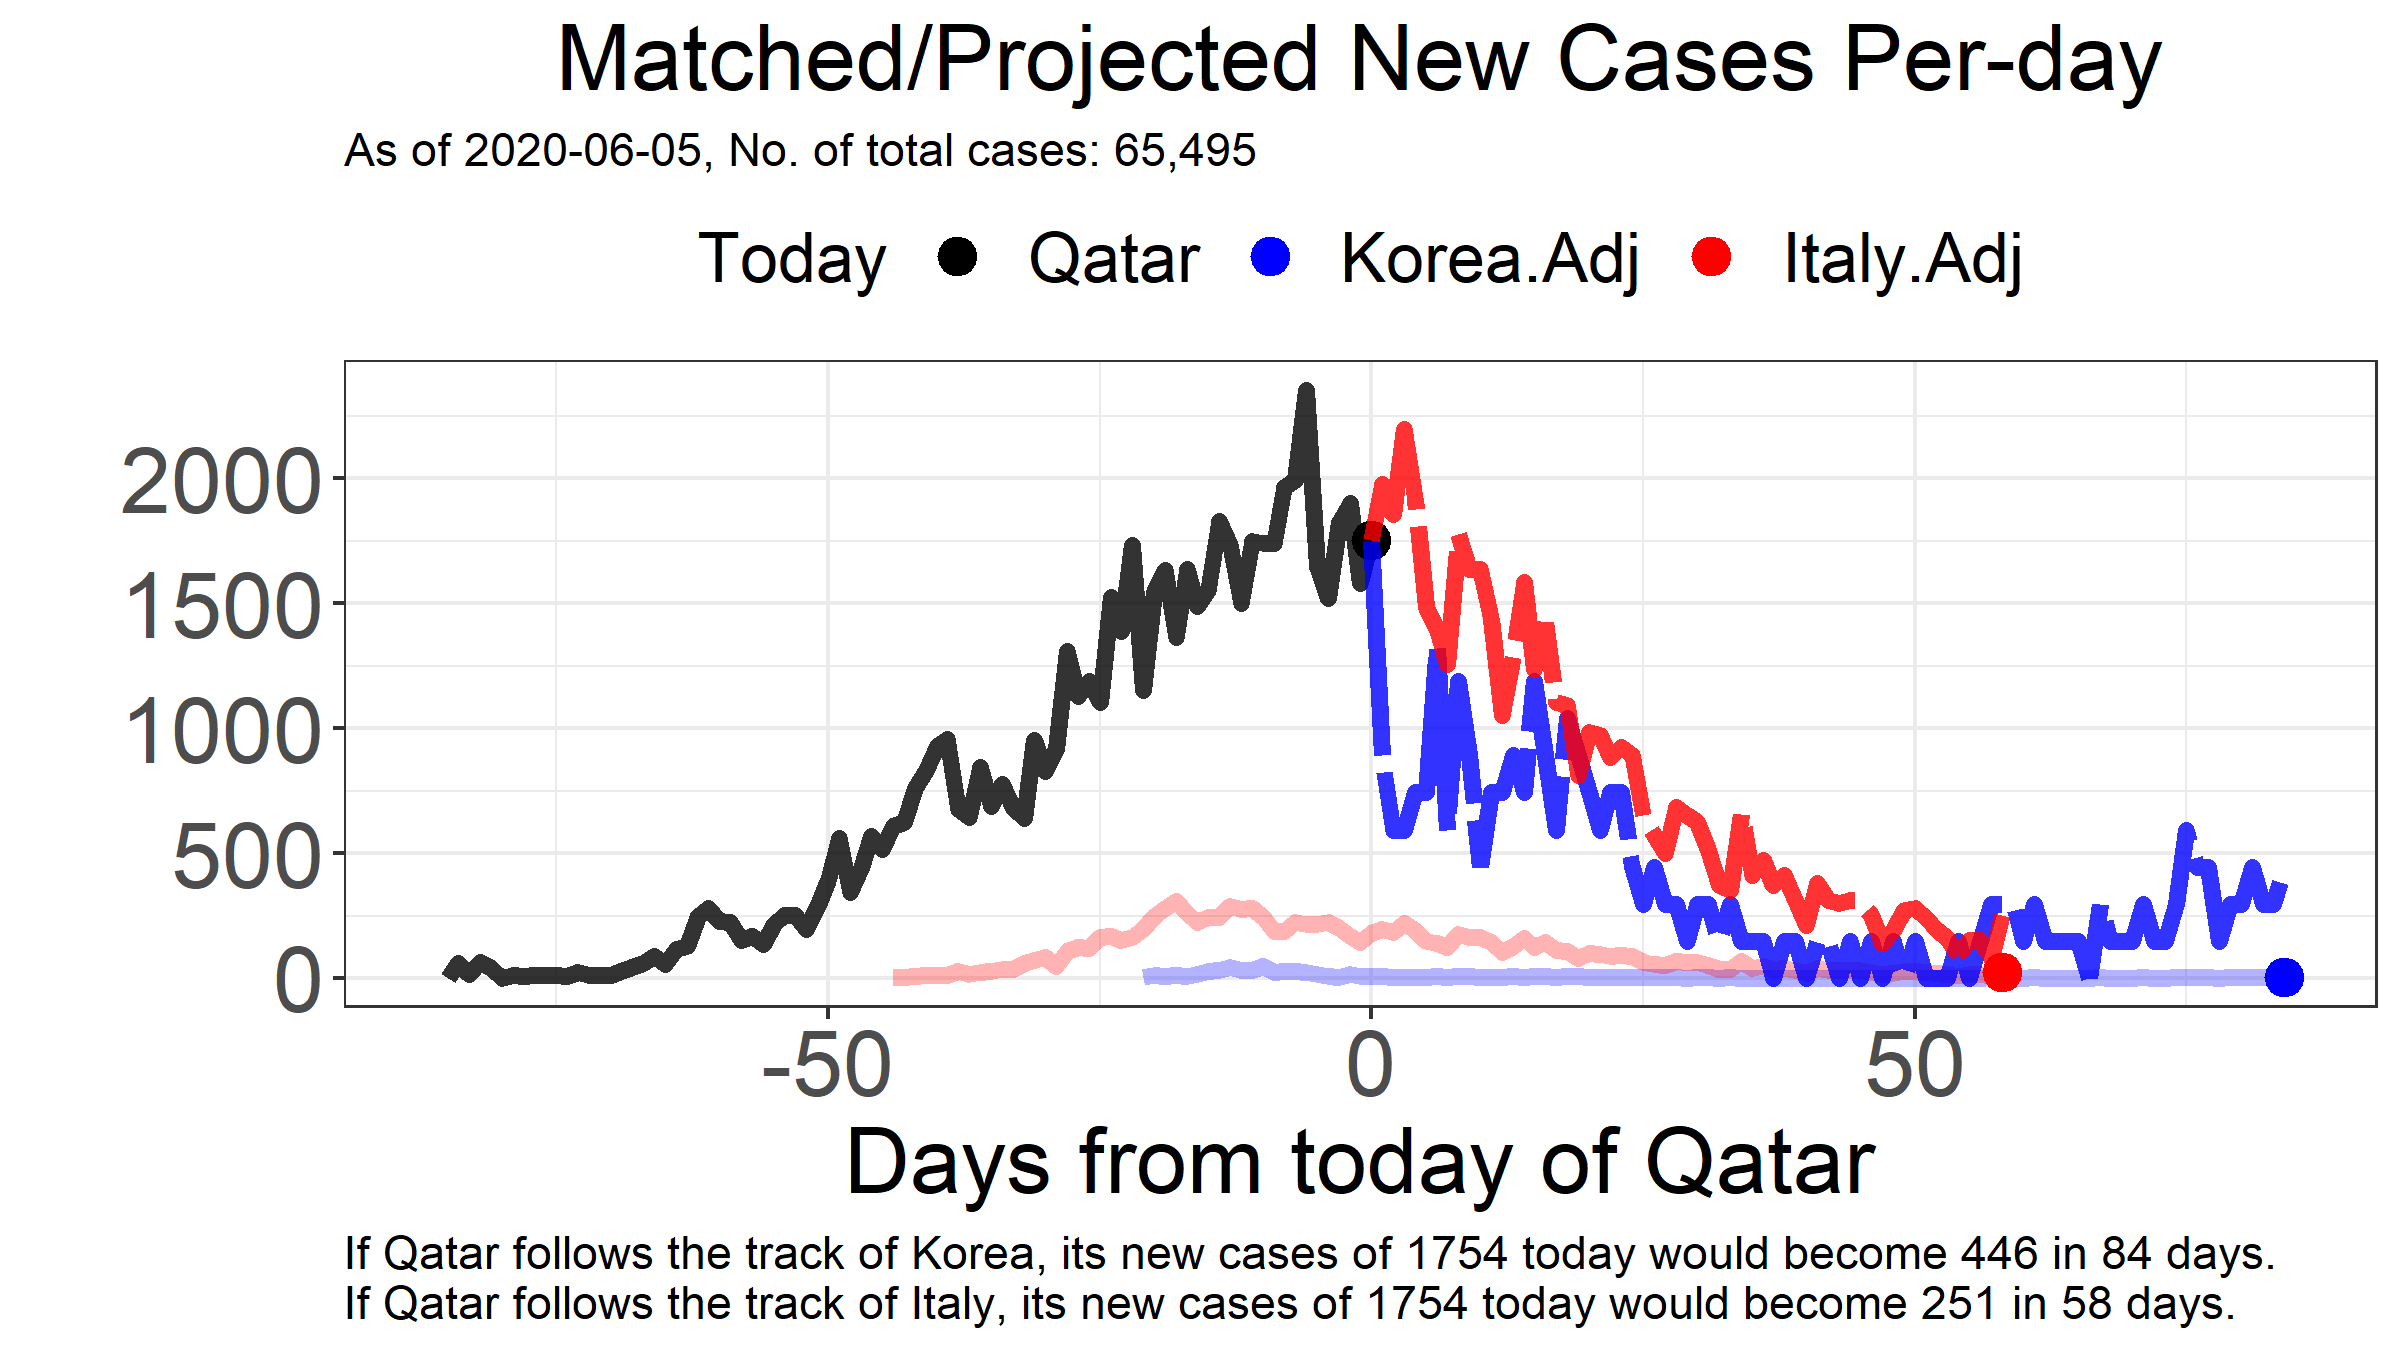 Matched/Projected New Cases Per-day
As of 2020-06-05, No. of total cases: 65,495
Today Qatar Korea.Adj Italy.Adj
2000
1500
1000
500
0
-50 0 50
Days from today of Qatar
If Qatar follows the track of Korea, its new cases of 1754 today would become 446 in 84 days.
If Qatar follows the track of Italy, its new cases of 1754 today would become 251 in 58 days.